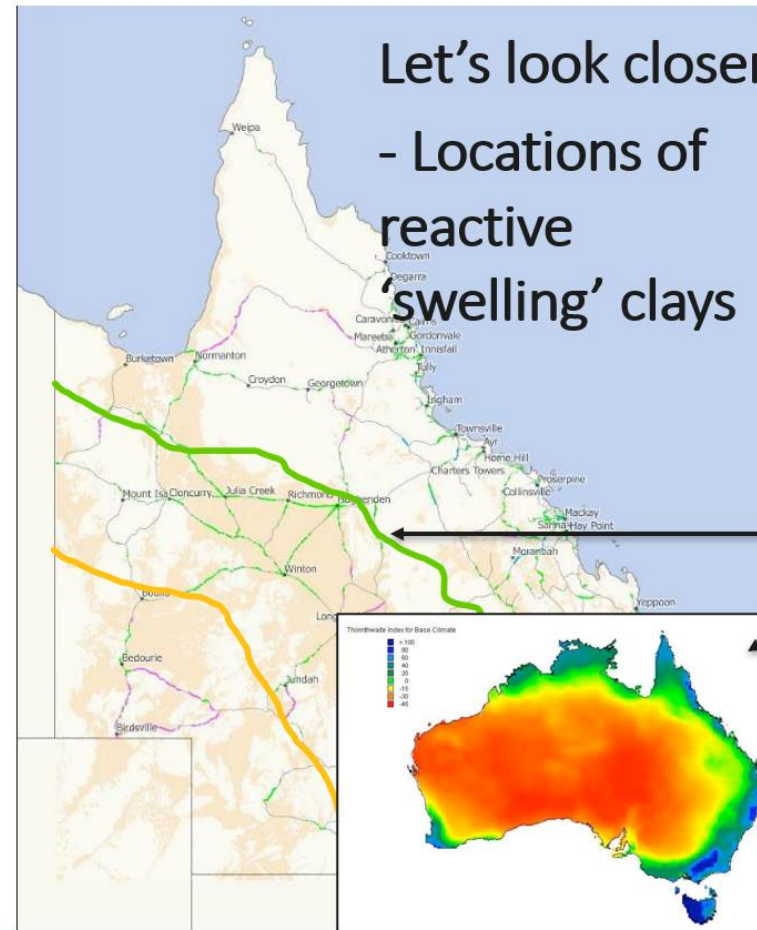 Let's look closer
- Locations of
reactive
'swelling' clays
Weipa
Cooktown
Degarra
Cairns
Mareeba
Gordonvale
Atherton Innisfail
Tully
Burketown
Normanton
Croydon
Georgetown
Ingham
Townsville
Ayr
Home Hill
Charters Towers
Proserpine
Collinsville
Mount Isa
Cloncurry
Julia Creek
Richmond
Mackay
Hay Point
Moranbah
Winton
Yeppoon
Bedourie
Jundah
Birdsville
Thornthwaite Index for Base Climate
> 100
80
60
40
20
0
-15
-30
-45